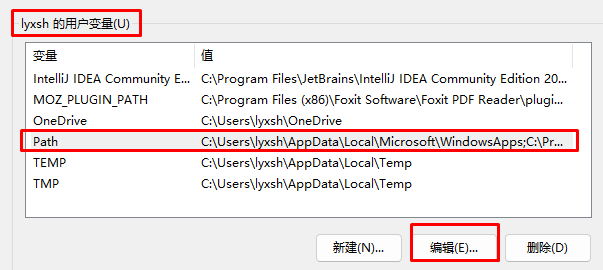 lyxsh 的用户变量(U)
变量 值
IntelliJ IDEA Community E... C:\Program Files\JetBrains\IntelliJ IDEA Community Edition 20...
MOZ_PLUGIN_PATH C:\Program Files (x86)\Foxit Software\Foxit PDF Reader\plugi...
OneDrive C:\Users\lyxsh\OneDrive
Path C:\Users\lyxsh\AppData\Local\Microsoft\WindowsApps;C:\Pr...
TEMP C:\Users\lyxsh\AppData\Local\Temp
TMP C:\Users\lyxsh\AppData\Local\Temp
新建(N)... 编辑(E)... 删除(D)